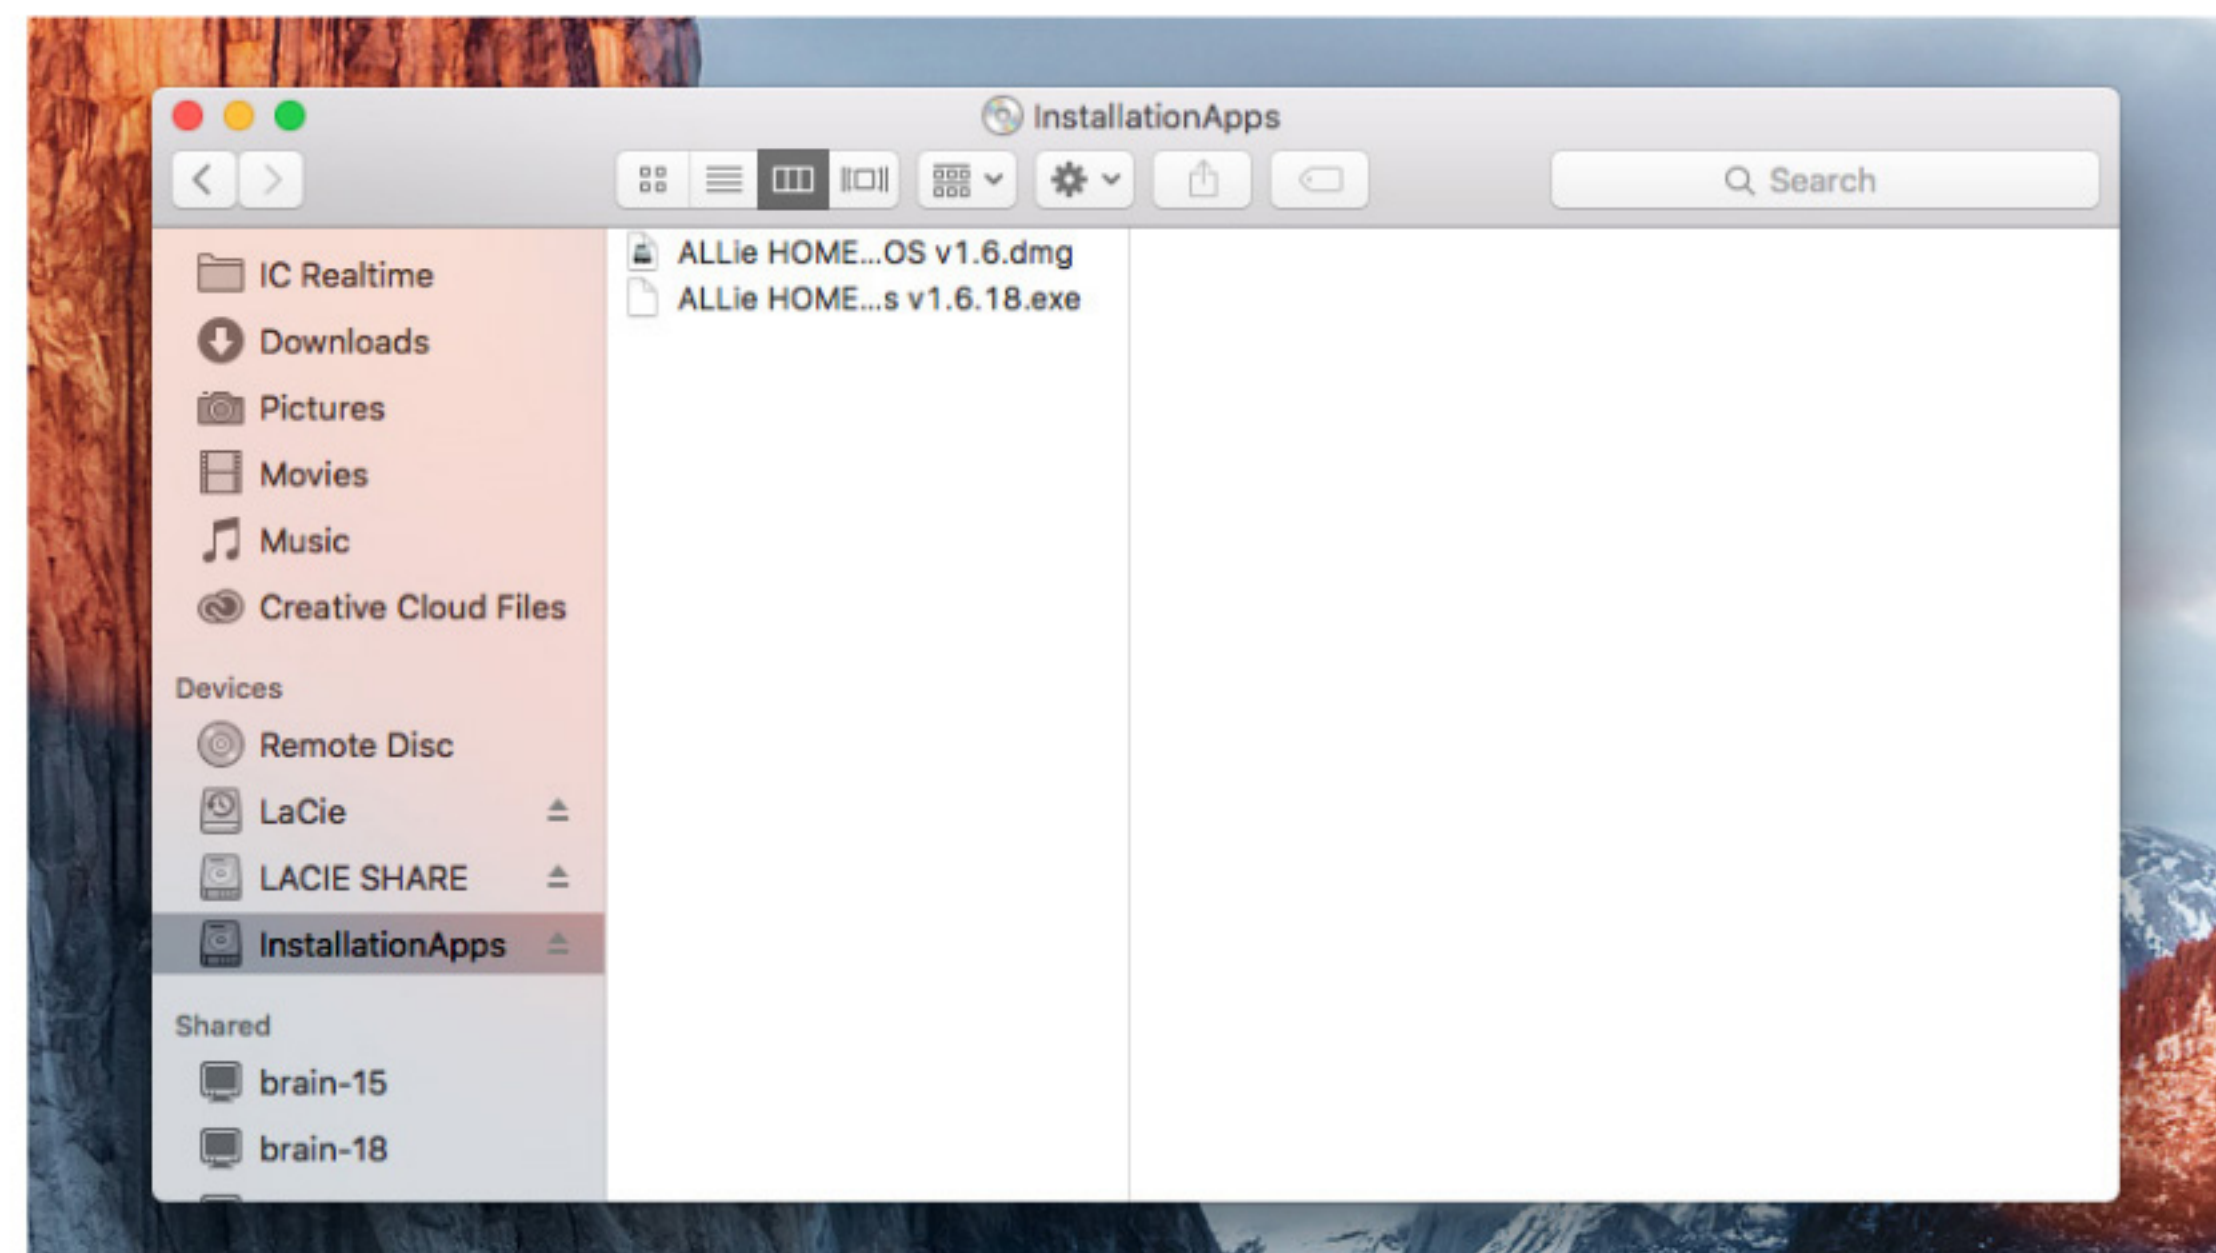 InstallationApps
Search
IC Realtime
Downloads
Pictures
Movies
Music
Creative Cloud Files
Devices
Remote Disc
LaCie
LACIE SHARE
InstallationApps
Shared
brain-15
brain-18
ALLie HOME...OS v1.6.dmg
ALLie HOME...s v1.6.18.exe